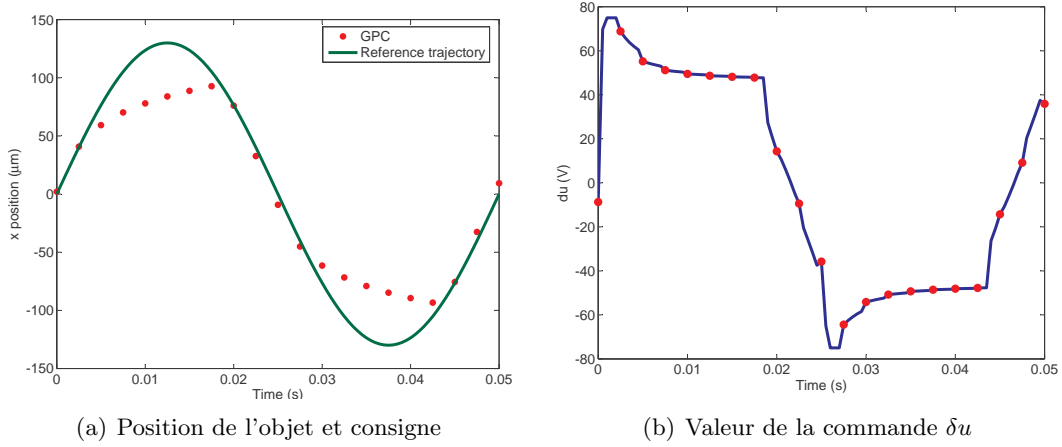 (a)
150
100
50
0
-50
-100
-150
x position (µm)
0 0.01 0.02 0.03 0.04 0.05
Time (s)
GPC
Reference trajectory
(b)
80
60
40
20
0
-20
-40
-60
-80
du (V)
0 0.01 0.02 0.03 0.04 0.05
Time (s)
(a) Position de l'objet et consigne
(b) Valeur de la commande δu